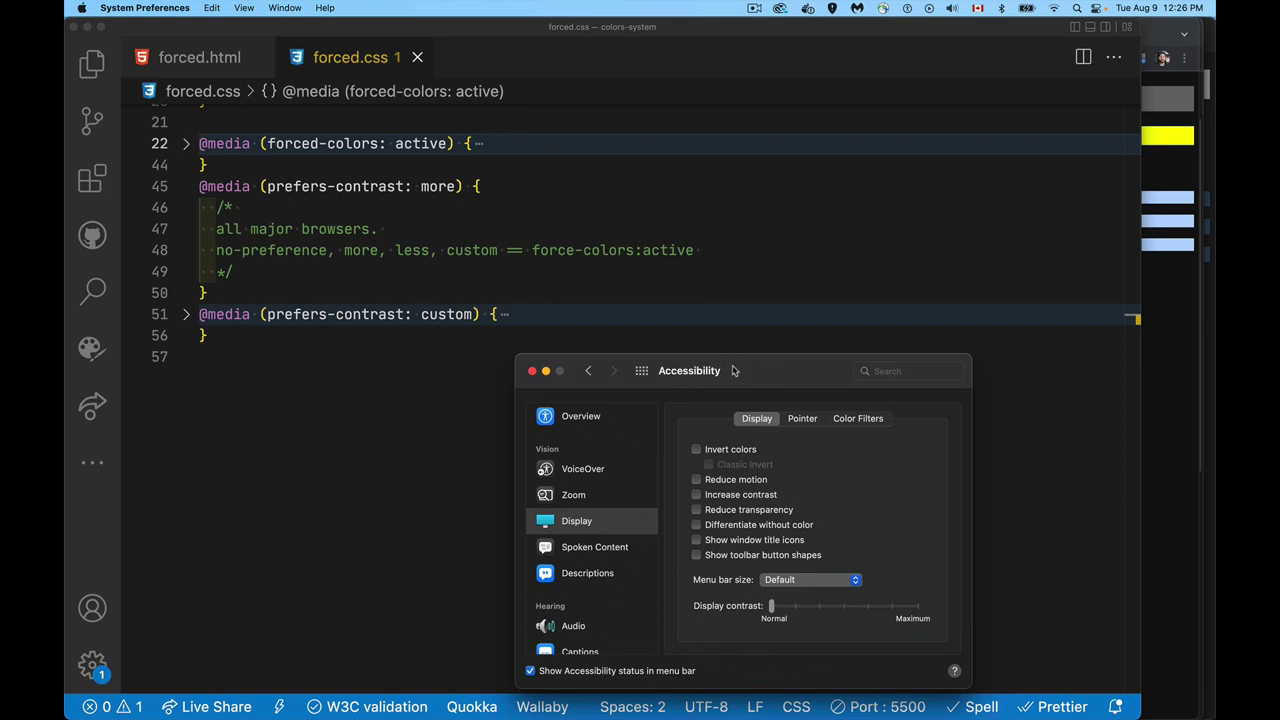 System Preferences Edit View Window Help Tue Aug 9 12:26 PM
forced.css — colors-system
forced.html forced.css 1
forced.css > {} @media (forced-colors: active)
21
22 @media (forced-colors: active) {⋯
44 }
45 @media (prefers-contrast: more) {
46 /*
47 all major browsers.
48 no-preference, more, less, custom == force-colors:active
49 */
50 }
51 @media (prefers-contrast: custom) {⋯
56 }
57
Accessibility
Search
Overview
Vision
VoiceOver
Zoom
Display
Spoken Content
Descriptions
Hearing
Audio
Captions
Display Pointer Color Filters
Invert colors
Classic Invert
Reduce motion
Increase contrast
Reduce transparency
Differentiate without color
Show window title icons
Show toolbar button shapes
Menu bar size: Default
Display contrast:
Normal Maximum
Show Accessibility status in menu bar ?
1
0 1 Live Share W3C validation Quokka Wallaby Spaces: 2 UTF-8 LF CSS Port : 5500 Spell Prettier